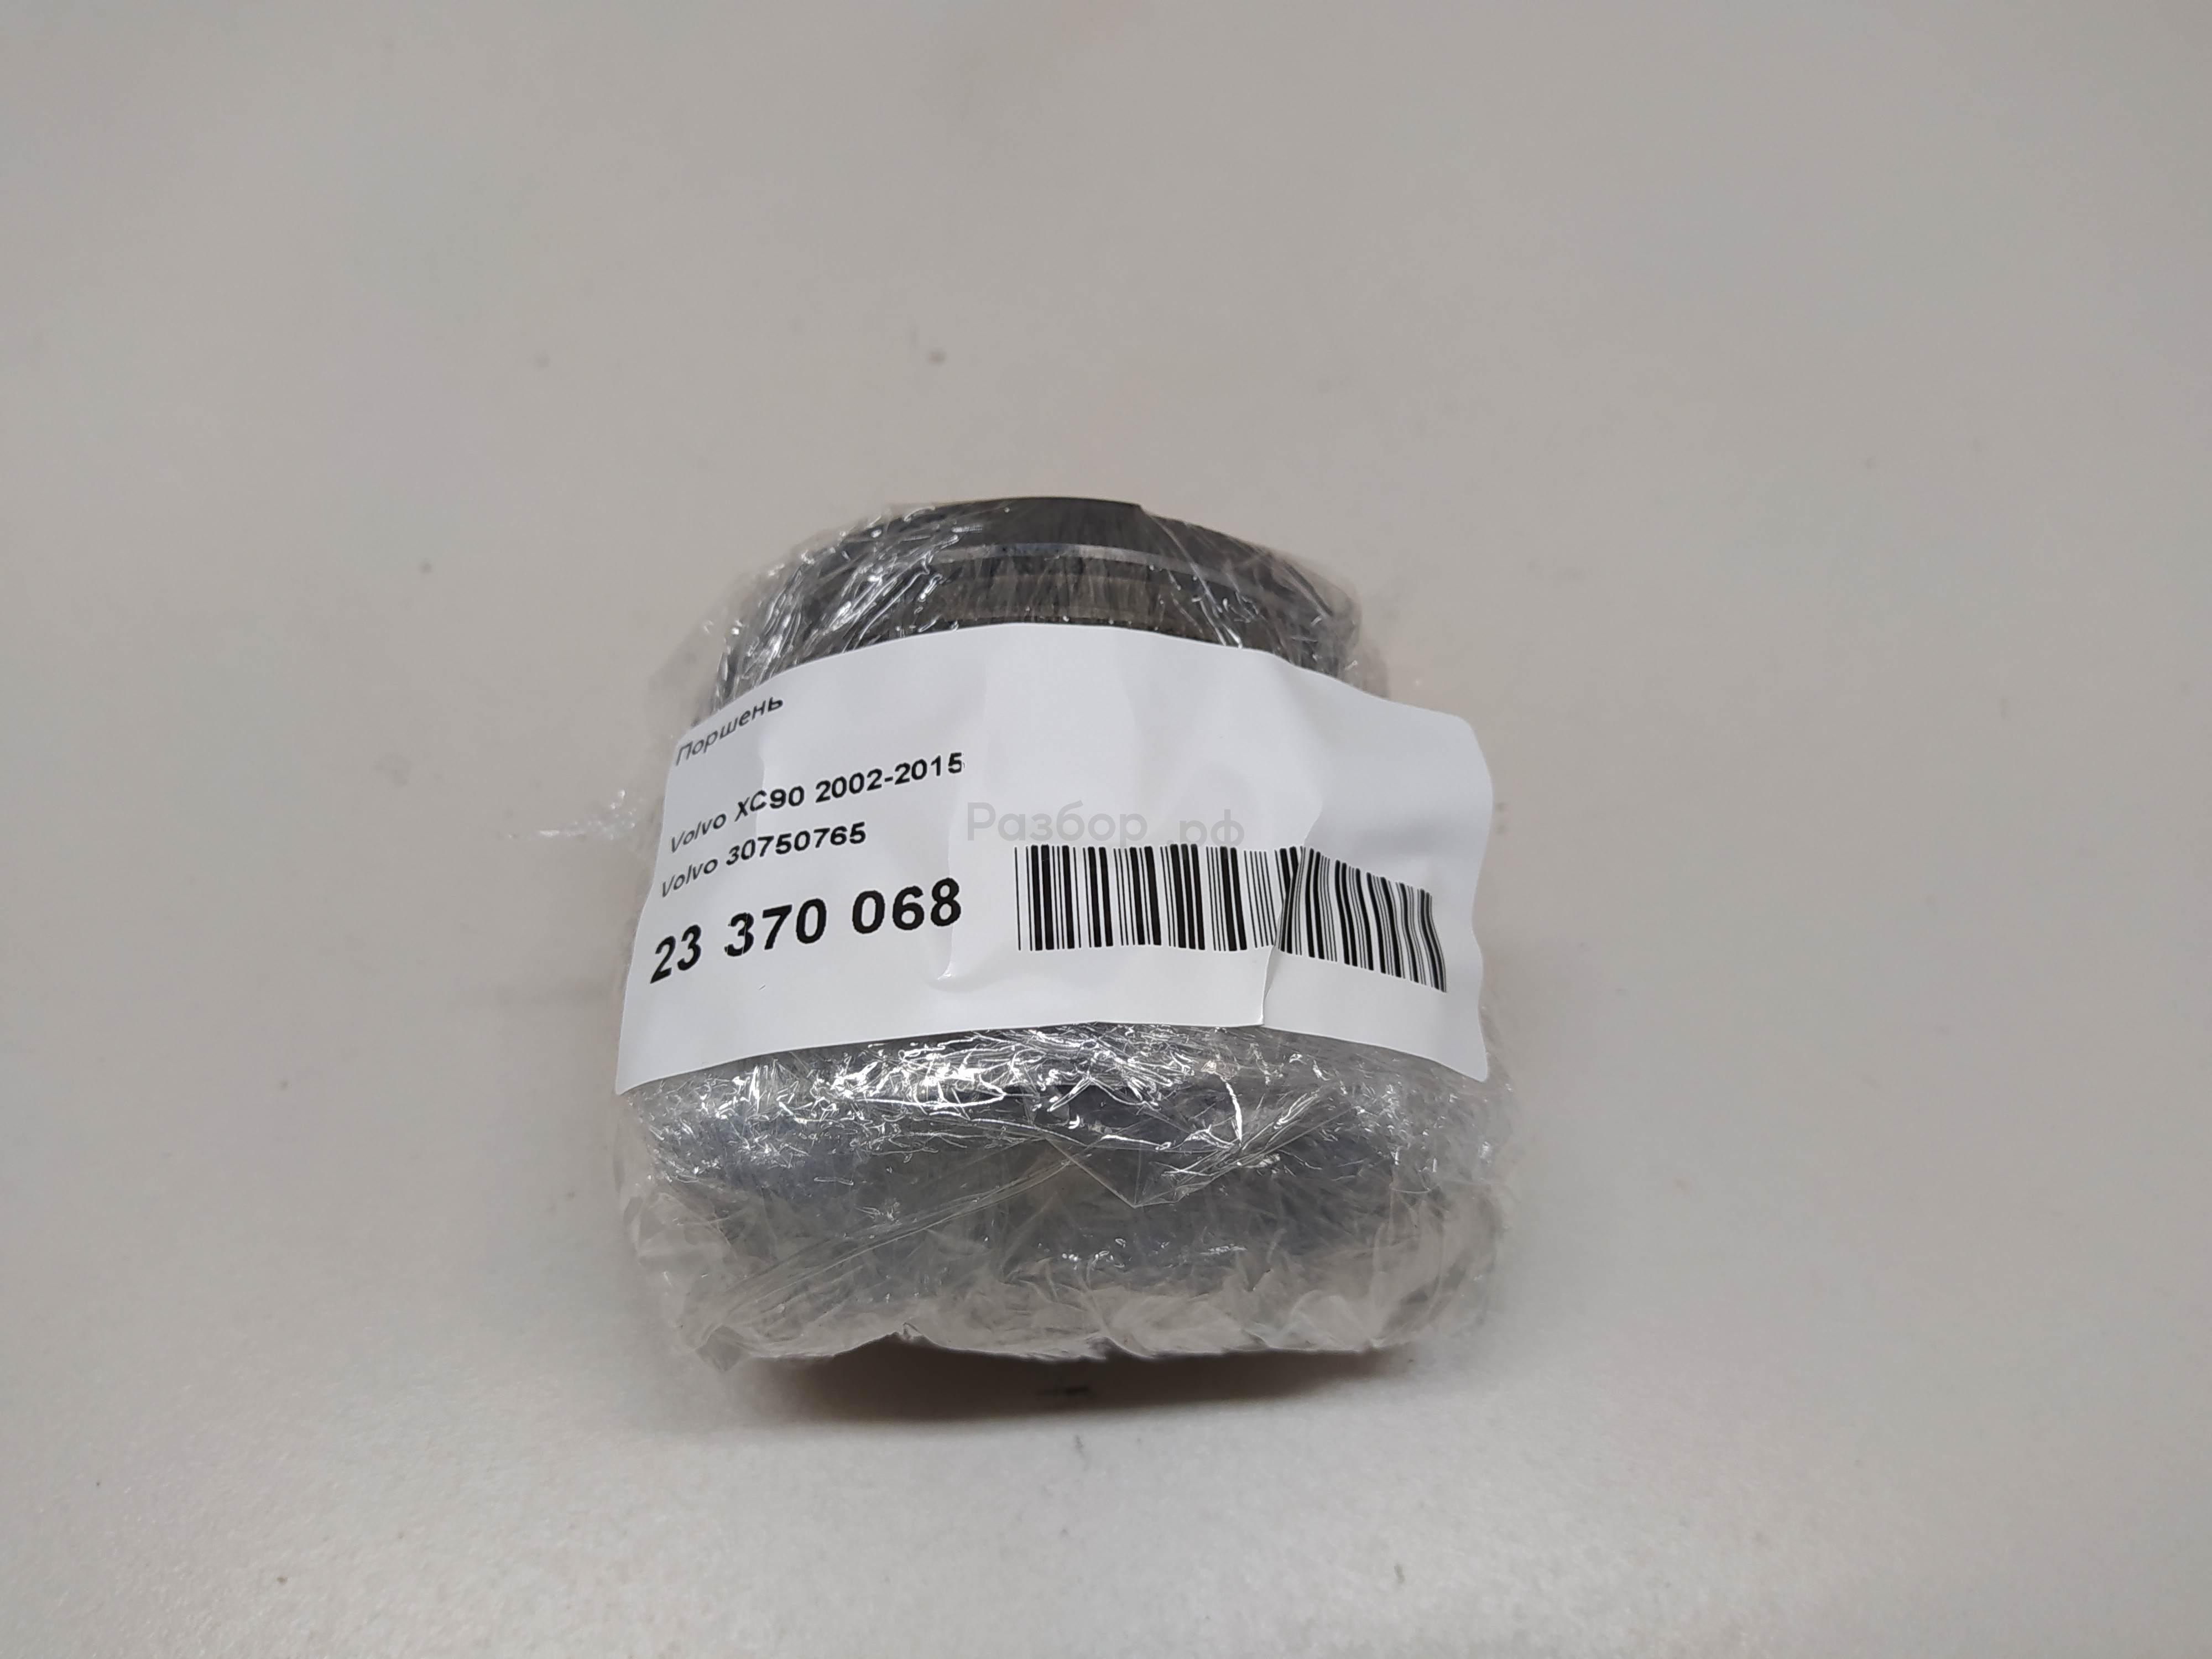 Поршень
Volvo XC90 2002-2015
Volvo 30750765
23 370 068
Разбор.рф